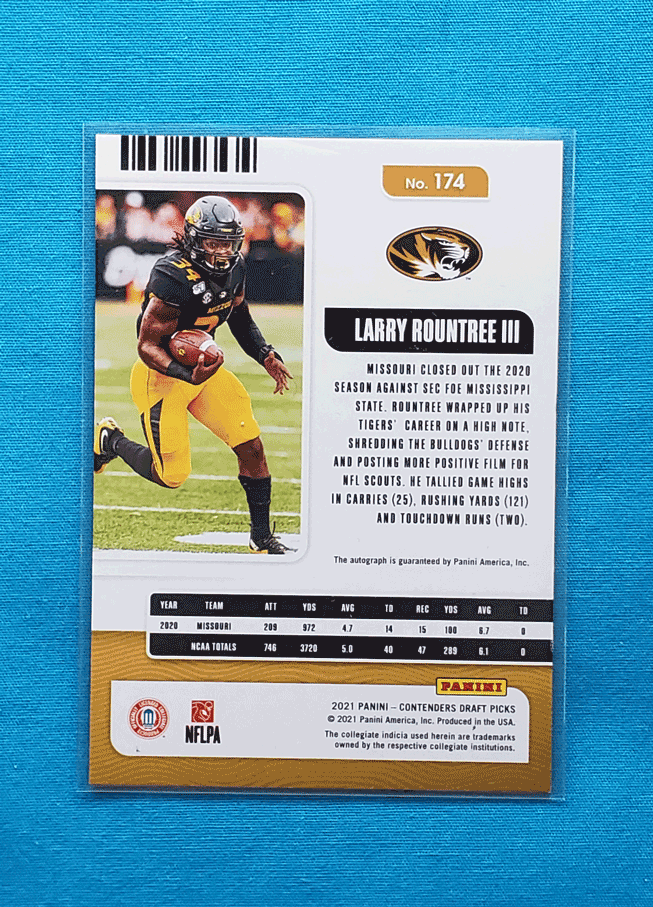 No. 174
34
MIZZOU
LARRY ROUNTREE III
MISSOURI CLOSED OUT THE 2020
SEASON AGAINST SEC FOE MISSISSIPPI
STATE. ROUNTREE WRAPPED UP HIS
TIGERS' CAREER ON A HIGH NOTE,
SHREDDING THE BULLDOGS' DEFENSE
AND POSTING MORE POSITIVE FILM FOR
NFL SCOUTS. HE TALLIED GAME HIGHS
IN CARRIES (25), RUSHING YARDS (121)
AND TOUCHDOWN RUNS (TWO).
The autograph is guaranteed by Panini America, Inc.
YEAR TEAM ATT YDS AVG TD REC YDS AVG TD
2020 MISSOURI 209 972 4.7 14 15 100 6.7 0
NCAA TOTALS 746 3720 5.0 40 47 289 6.1 0
PANINI
2021 PANINI – CONTENDERS DRAFT PICKS
© 2021 Panini America, Inc. Produced in the USA.
The collegiate indicia used herein are trademarks
owned by the respective collegiate institutions.
NFLPA